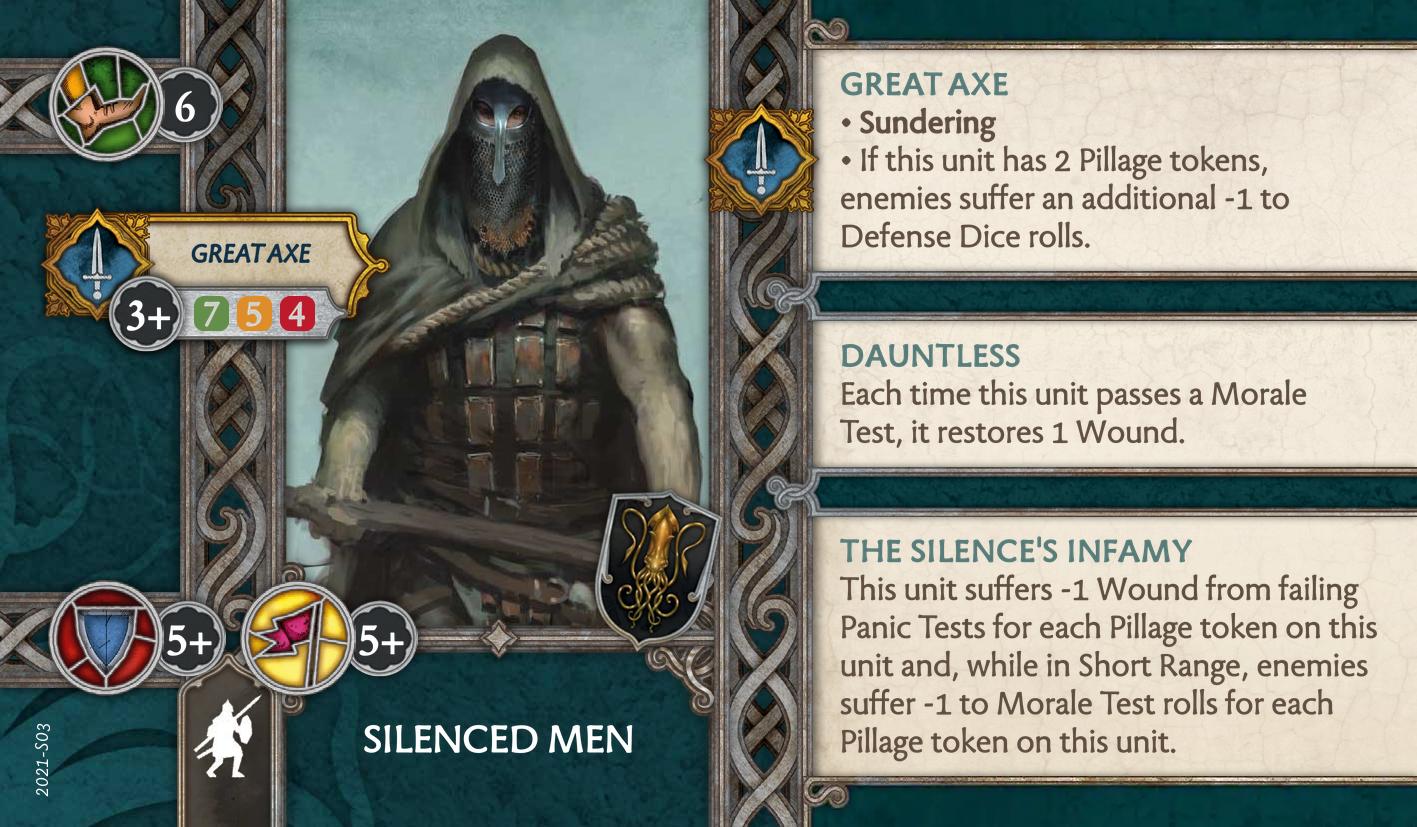 6
GREAT AXE
3+ 7 5 4
5+ 5+
SILENCED MEN
2021-S03
GREAT AXE
• Sundering
• If this unit has 2 Pillage tokens,
enemies suffer an additional -1 to
Defense Dice rolls.
DAUNTLESS
Each time this unit passes a Morale
Test, it restores 1 Wound.
THE SILENCE'S INFAMY
This unit suffers -1 Wound from failing
Panic Tests for each Pillage token on this
unit and, while in Short Range, enemies
suffer -1 to Morale Test rolls for each
Pillage token on this unit.